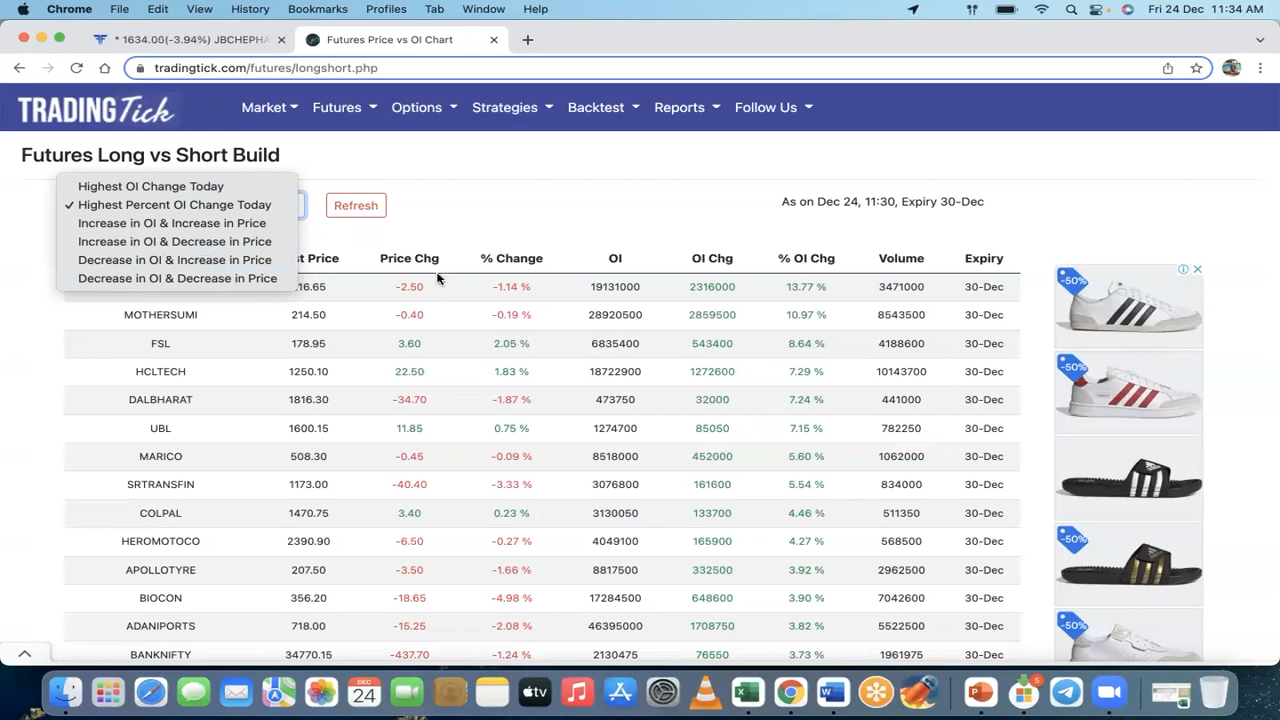 Chrome File Edit View History Bookmarks Profiles Tab Window Help Fri 24 Dec 11:34 AM
* 1634.00(-3.94%) JBCHEPHA Futures Price vs OI Chart
tradingtick.com/futures/longshort.php
TRADINGTick Market Futures Options Strategies Backtest Reports Follow Us
Futures Long vs Short Build
Highest OI Change Today
✓ Highest Percent OI Change Today
Increase in OI & Increase in Price
Increase in OI & Decrease in Price
Decrease in OI & Increase in Price
Decrease in OI & Decrease in Price
Refresh As on Dec 24, 11:30, Expiry 30-Dec
Price Price Chg % Change OI OI Chg % OI Chg Volume Expiry
16.65 -2.50 -1.14 % 19131000 2316000 13.77 % 3471000 30-Dec
MOTHERSUMI 214.50 -0.40 -0.19 % 28920500 2859500 10.97 % 8543500 30-Dec
FSL 178.95 3.60 2.05 % 6835400 543400 8.64 % 4188600 30-Dec
HCLTECH 1250.10 22.50 1.83 % 18722900 1272600 7.29 % 10143700 30-Dec
DALBHARAT 1816.30 -34.70 -1.87 % 473750 32000 7.24 % 441000 30-Dec
UBL 1600.15 11.85 0.75 % 1274700 85050 7.15 % 782250 30-Dec
MARICO 508.30 -0.45 -0.09 % 8518000 452000 5.60 % 1062000 30-Dec
SRTRANSFIN 1173.00 -40.40 -3.33 % 3076800 161600 5.54 % 834000 30-Dec
COLPAL 1470.75 3.40 0.23 % 3130050 133700 4.46 % 511350 30-Dec
HEROMOTOCO 2390.90 -6.50 -0.27 % 4049100 165900 4.27 % 568500 30-Dec
APOLLOTYRE 207.50 -3.50 -1.66 % 8817500 332500 3.92 % 2962500 30-Dec
BIOCON 356.20 -18.65 -4.98 % 17284500 648600 3.90 % 7042600 30-Dec
ADANIPORTS 718.00 -15.25 -2.08 % 46395000 1708750 3.82 % 5522500 30-Dec
BANKNIFTY 34770.15 -437.70 -1.24 % 2130475 76550 3.73 % 1961975 30-Dec
-50%
-50%
-50%
-50%
DEC
24
tv
5